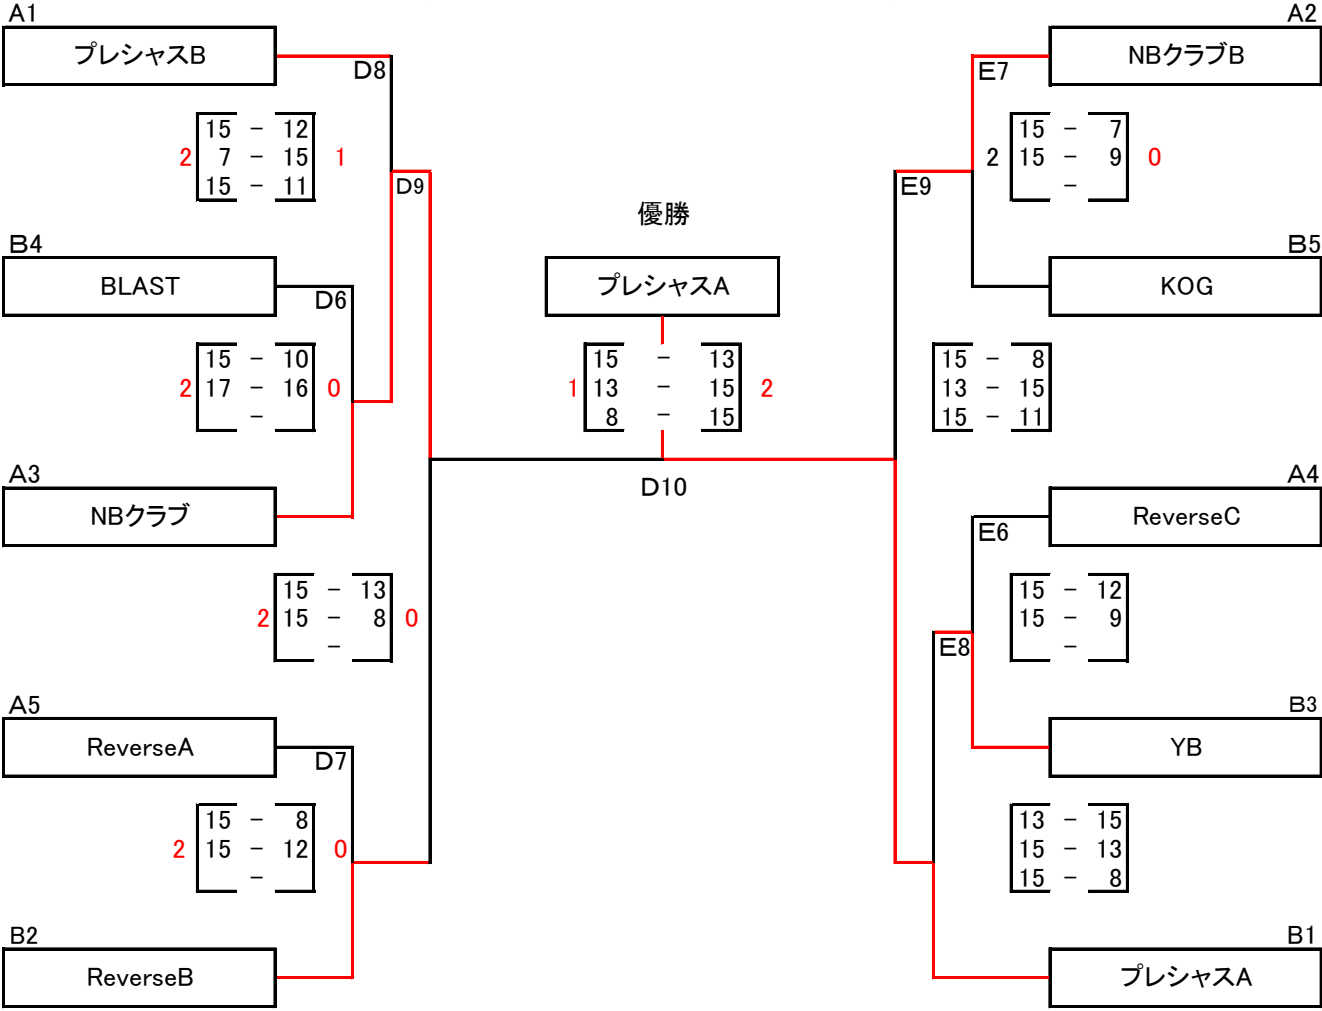 A1
A2
プレシャスB
NBクラブB
D8
E7
15 - 12
7 - 15
15 - 11
2
1
15 - 7
15 - 9
-
2
0
D9
E9
優勝
B4
B5
BLAST
プレシャスA
KOG
D6
15 - 10
17 - 16
-
2
0
15 - 13
13 - 15
8 - 15
1
2
15 - 8
13 - 15
15 - 11
A3
A4
D10
NBクラブ
ReverseC
E6
15 - 13
15 - 8
-
2
0
15 - 12
15 - 9
-
E8
A5
B3
ReverseA
YB
D7
15 - 8
15 - 12
-
2
0
13 - 15
15 - 13
15 - 8
B2
B1
ReverseB
プレシャスA